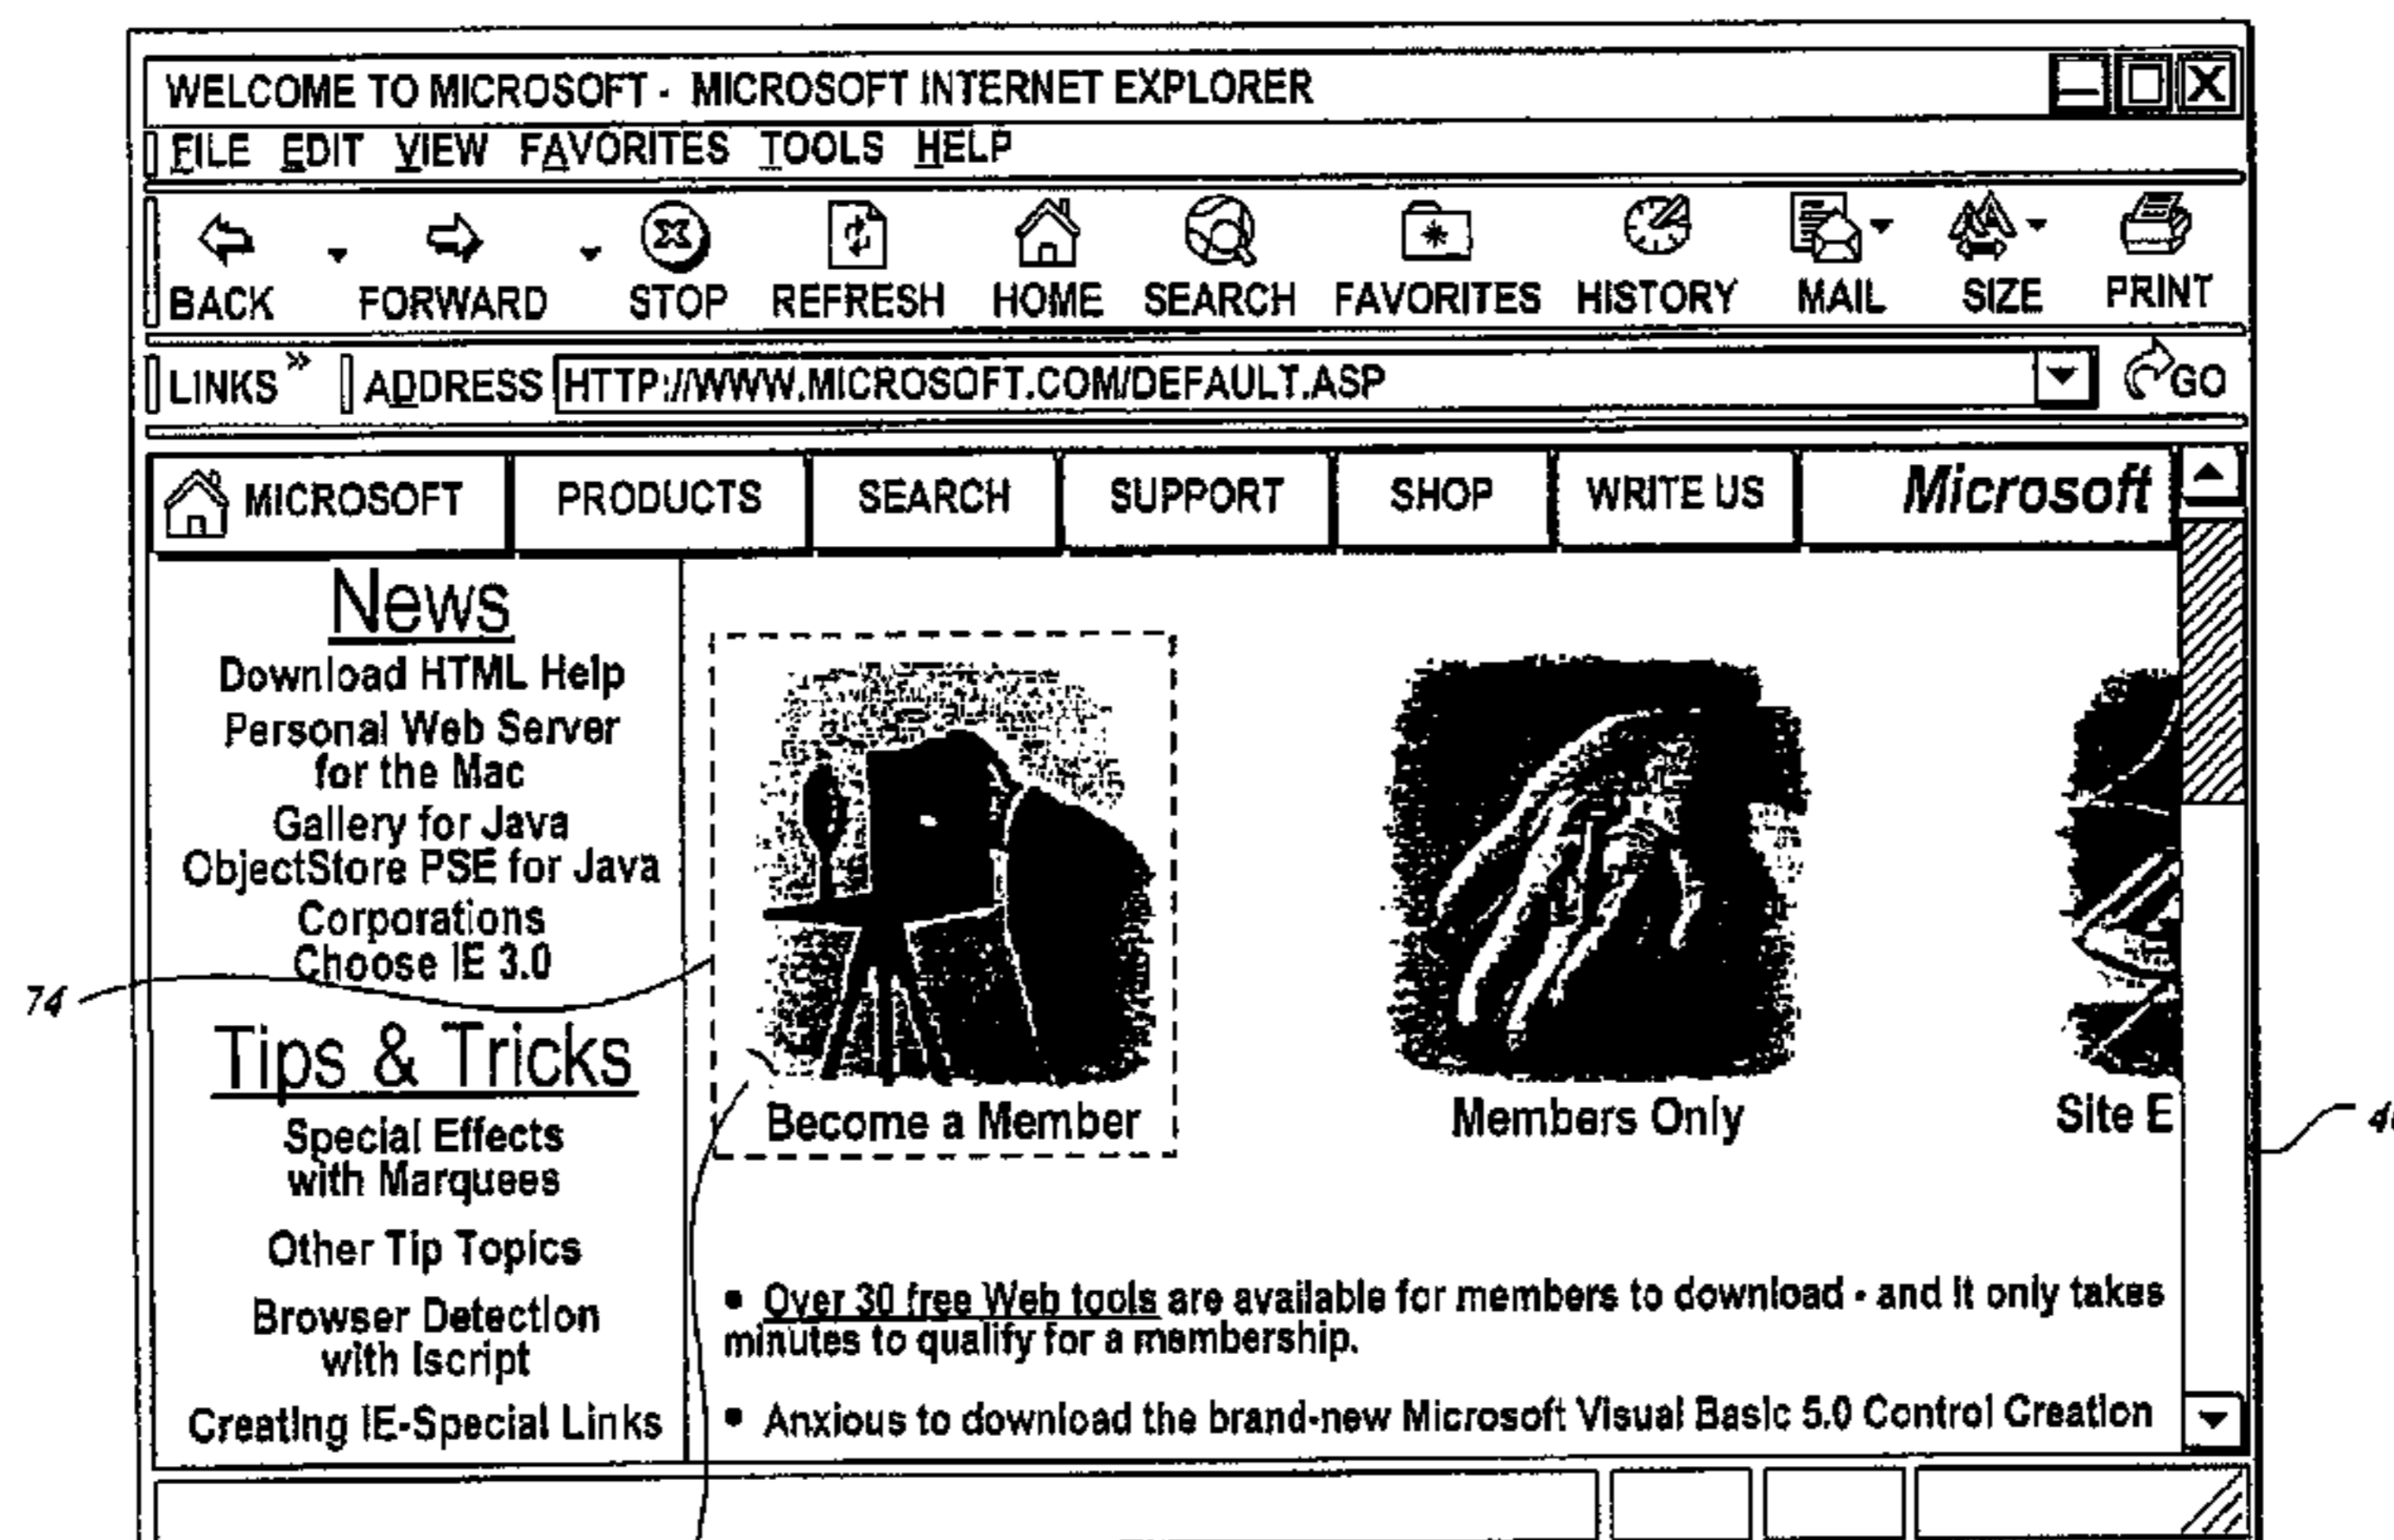 WELCOME TO MICROSOFT - MICROSOFT INTERNET EXPLORER
FILE EDIT VIEW FAVORITES TOOLS HELP
BACK FORWARD STOP REFRESH HOME SEARCH FAVORITES HISTORY MAIL SIZE PRINT
LINKS » ADDRESS HTTP://WWW.MICROSOFT.COM/DEFAULT.ASP GO
MICROSOFT PRODUCTS SEARCH SUPPORT SHOP WRITE US Microsoft
News
Download HTML Help
Personal Web Server
for the Mac
Gallery for Java
ObjectStore PSE for Java
Corporations
Choose IE 3.0
74
Tips & Tricks
Special Effects
with Marquees
Other Tip Topics
Browser Detection
with Iscript
Creating IE-Special Links
Become a Member
Members Only
Site E
• Over 30 free Web tools are available for members to download - and it only takes
minutes to qualify for a membership.
• Anxious to download the brand-new Microsoft Visual Basic 5.0 Control Creation